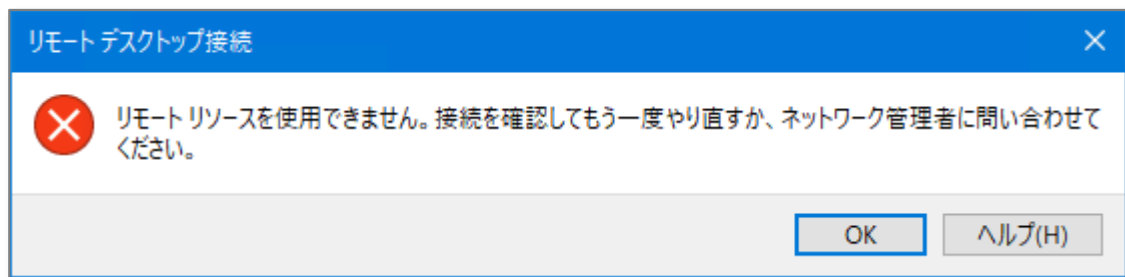 リモート デスクトップ接続
リモート リソースを使用できません。接続を確認してもう一度やり直すか、ネットワーク管理者に問い合わせて
ください。
OK
ヘルプ(H)